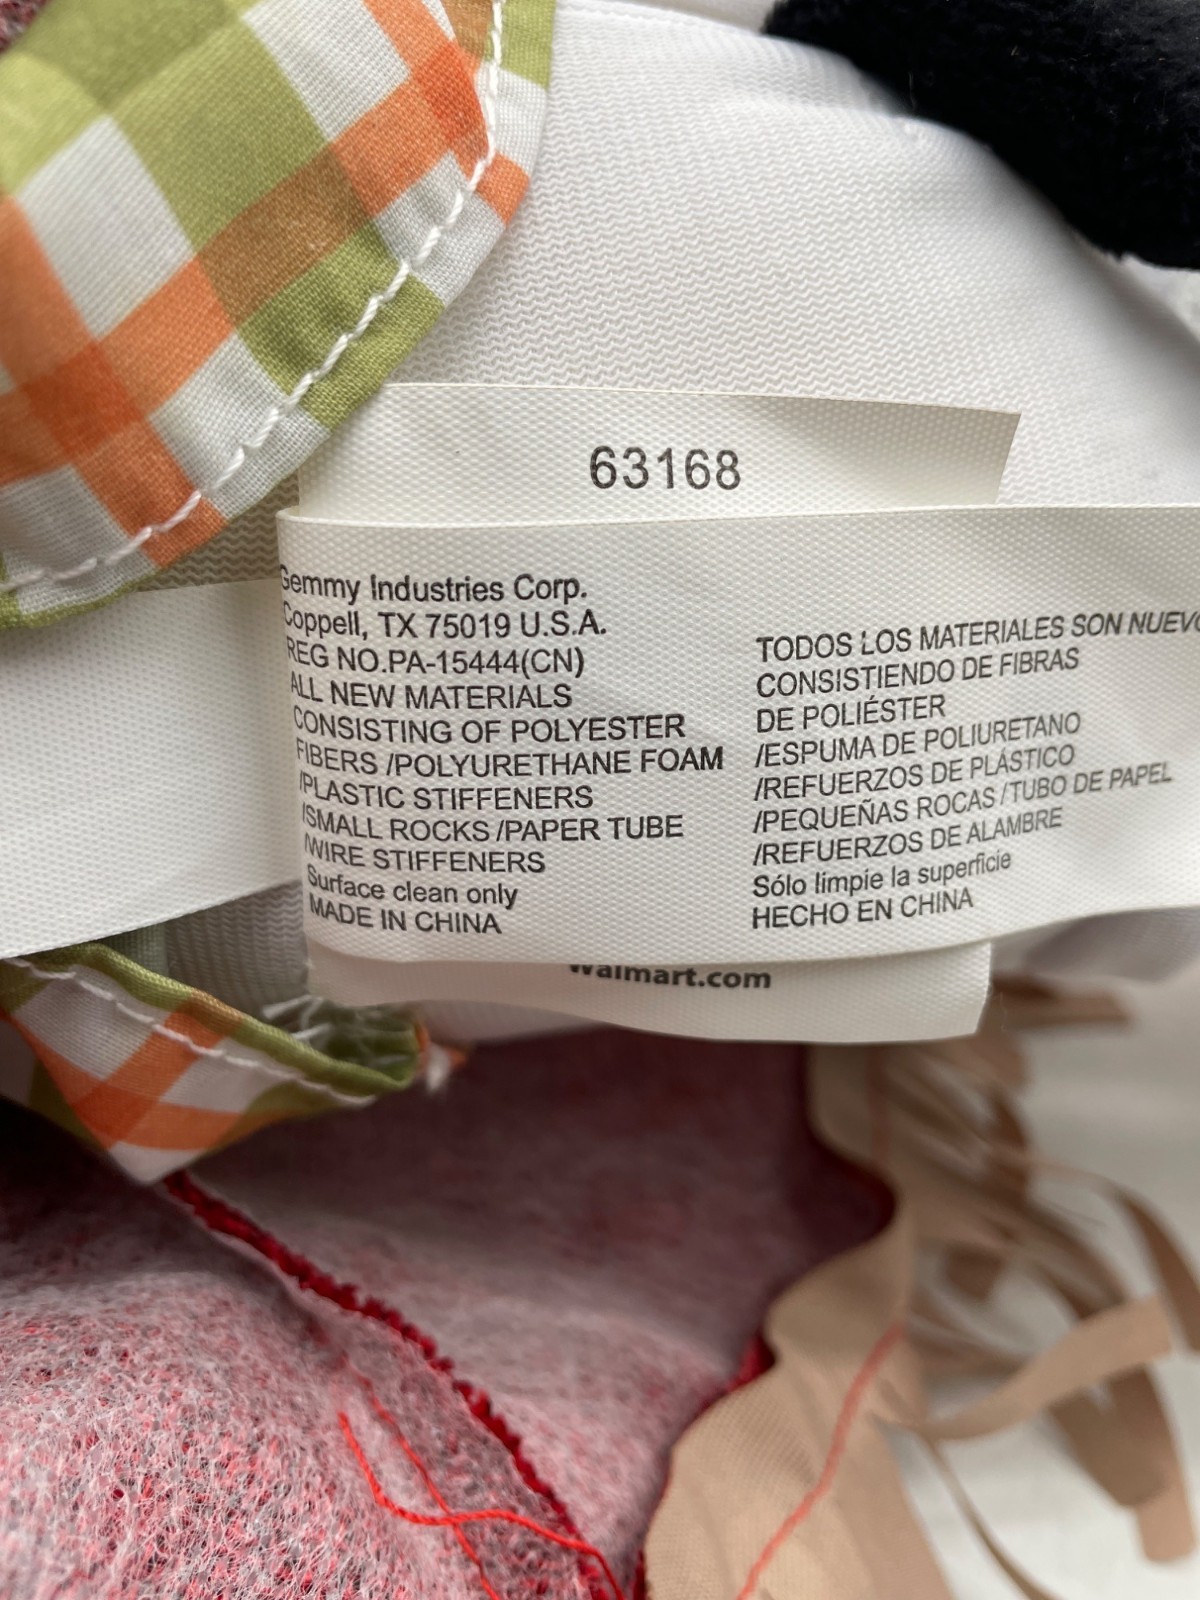 63168
Gemmy Industries Corp.
Coppell, TX 75019 U.S.A.
REG NO.PA-15444(CN)
ALL NEW MATERIALS
CONSISTING OF POLYESTER
FIBERS /POLYURETHANE FOAM
/PLASTIC STIFFENERS
/SMALL ROCKS /PAPER TUBE
/WIRE STIFFENERS
Surface clean only
MADE IN CHINA
TODOS LOS MATERIALES SON NUEVO
CONSISTIENDO DE FIBRAS
DE POLIÉSTER
/ESPUMA DE POLIURETANO
/REFUERZOS DE PLÁSTICO
/PEQUEÑAS ROCAS /TUBO DE PAPEL
/REFUERZOS DE ALAMBRE
Sólo limpie la superficie
HECHO EN CHINA
Walmart.com